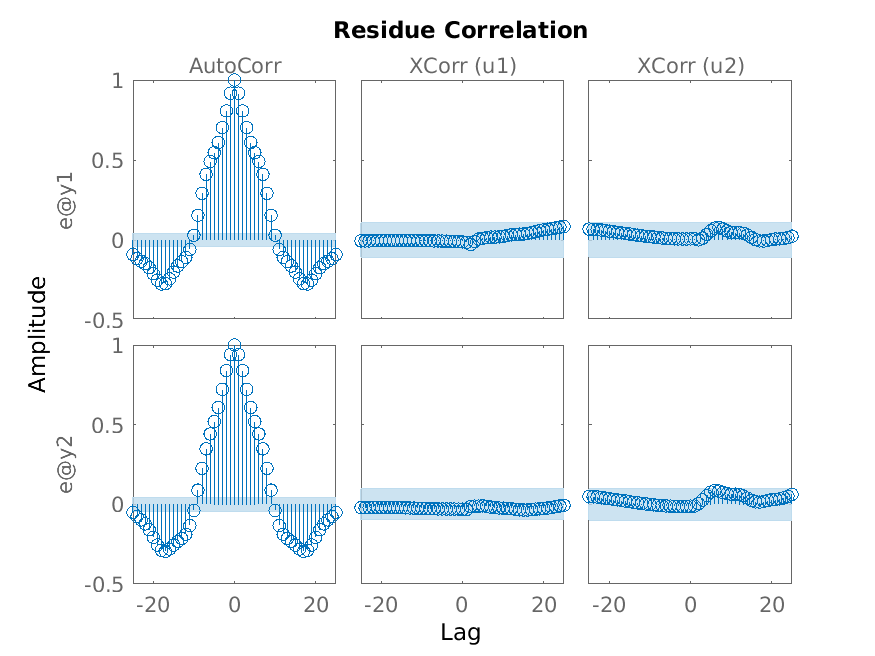 Residue Correlation
AutoCorr
XCorr (u1)
XCorr (u2)
1
0.5
0
-0.5
e@y1
Amplitude
1
0.5
0
-0.5
e@y2
-20 0 20
-20 0 20
-20 0 20
Lag